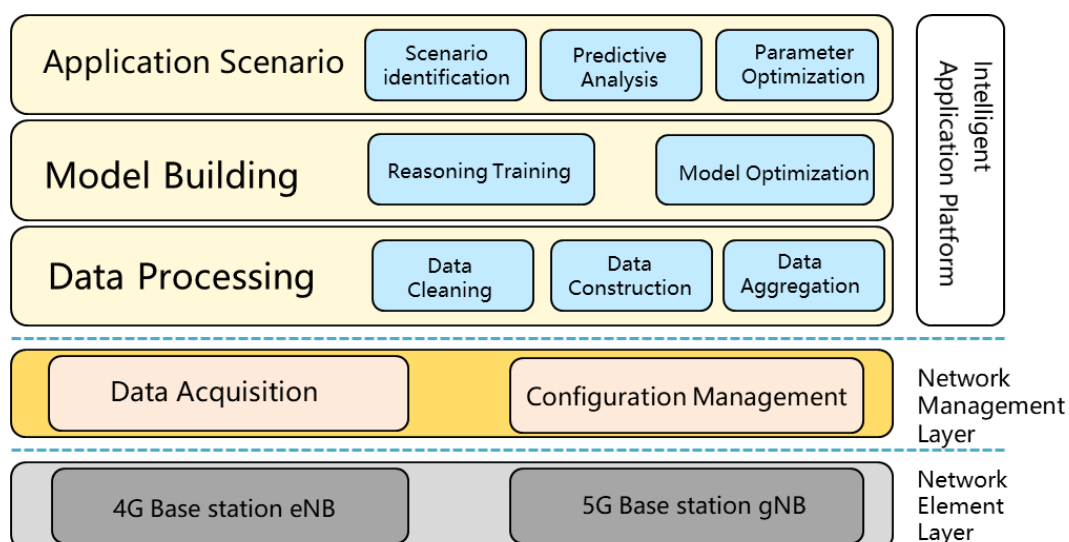 Application Scenario
Scenario
identification
Predictive
Analysis
Parameter
Optimization
Model Building
Reasoning Training
Model Optimization
Data Processing
Data
Cleaning
Data
Construction
Data
Aggregation
Intelligent
Application Platform
Data Acquisition
Configuration Management
Network
Management
Layer
4G Base station eNB
5G Base station gNB
Network
Element
Layer